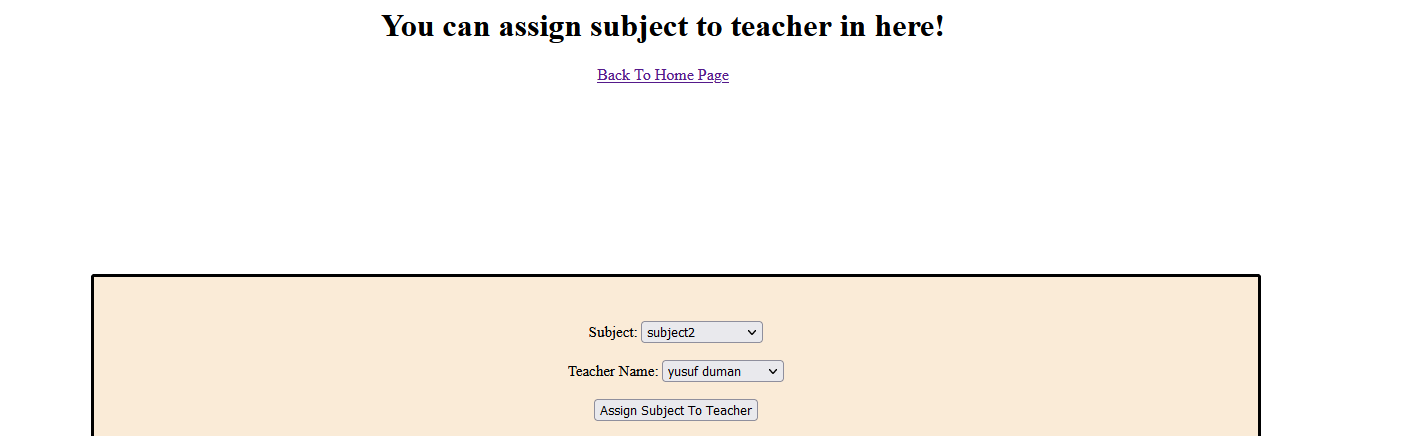 You can assign subject to teacher in here!
Back To Home Page
Subject: subject2
Teacher Name: yusuf duman
Assign Subject To Teacher